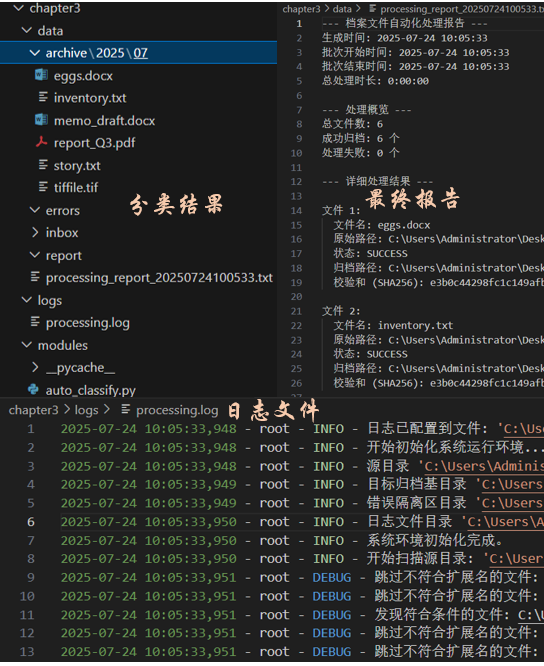 chapter3
data
archive\2025\07
eggs.docx
inventory.txt
memo_draft.docx
report_Q3.pdf
story.txt
tiffile.tif
分类结果
errors
inbox
report
processing_report_20250724100533.txt
logs
processing.log
modules
__pycache__
auto_classify.py
chapter3 > data > processing_report_20250724100533.tx
1 --- 档案文件自动化处理报告 ---
2 生成时间: 2025-07-24 10:05:33
3 批次开始时间: 2025-07-24 10:05:33
4 批次结束时间: 2025-07-24 10:05:33
5 总处理时长: 0:00:00
6
7 --- 处理概览 ---
8 总文件数: 6
9 成功归档: 6 个
10 处理失败: 0 个
11
12 --- 详细处理结果 ---
13 最终报告
14 文件 1:
15 文件名: eggs.docx
16 原始路径: C:\Users\Administrator\Desk
17 状态: SUCCESS
18 归档路径: C:\Users\Administrator\Desk
19 校验和 (SHA256): e3b0c44298fc1c149afb
20
21 文件 2:
22 文件名: inventory.txt
23 原始路径: C:\Users\Administrator\Desk
24 状态: SUCCESS
25 归档路径: C:\Users\Administrator\Desk
26 校验和 (SHA256): e3b0c44298fc1c149afb
chapter3 > logs > processing.log
日志文件
1 2025-07-24 10:05:33,948 - root - INFO - 日志已配置到文件: 'C:\Use
2 2025-07-24 10:05:33,948 - root - INFO - 开始初始化系统运行环境...
3 2025-07-24 10:05:33,948 - root - INFO - 源目录 'C:\Users\Adminis
4 2025-07-24 10:05:33,949 - root - INFO - 目标归档基目录 'C:\Users
5 2025-07-24 10:05:33,949 - root - INFO - 错误隔离区目录 'C:\Users
6 2025-07-24 10:05:33,950 - root - INFO - 日志文件目录 'C:\Users\A
7 2025-07-24 10:05:33,950 - root - INFO - 系统环境初始化完成。
8 2025-07-24 10:05:33,950 - root - INFO - 开始扫描源目录: 'C:\User
9 2025-07-24 10:05:33,951 - root - DEBUG - 跳过不符合扩展名的文件:
10 2025-07-24 10:05:33,951 - root - DEBUG - 跳过不符合扩展名的文件:
11 2025-07-24 10:05:33,951 - root - DEBUG - 发现符合条件的文件: C:\U
12 2025-07-24 10:05:33,951 - root - DEBUG - 跳过不符合扩展名的文件:
13 2025-07-24 10:05:33,951 - root - DEBUG - 跳过不符合扩展名的文件: